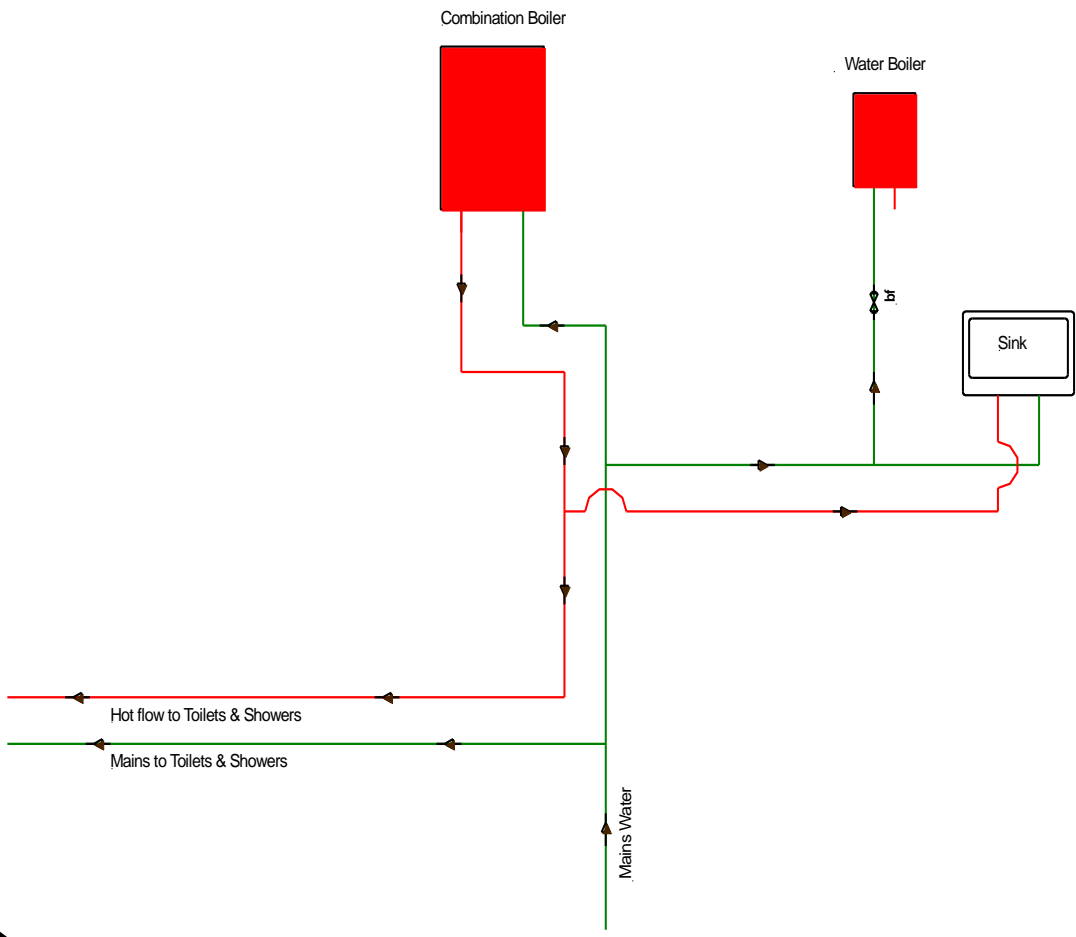 Combination Boiler
Water Boiler
bf
Sink
Hot flow to Toilets & Showers
Mains to Toilets & Showers
Mains Water